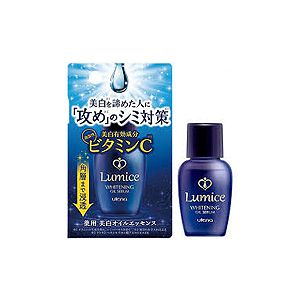 美白を諦めた人に
「攻め」のシミ対策
美白有効成分
ビタミンC
角層まで浸透
Lumice
WHITENING
OIL SERUM
utena
薬用 美白オイルエッセンス
Lumice
WHITENING
OIL SERUM
utena